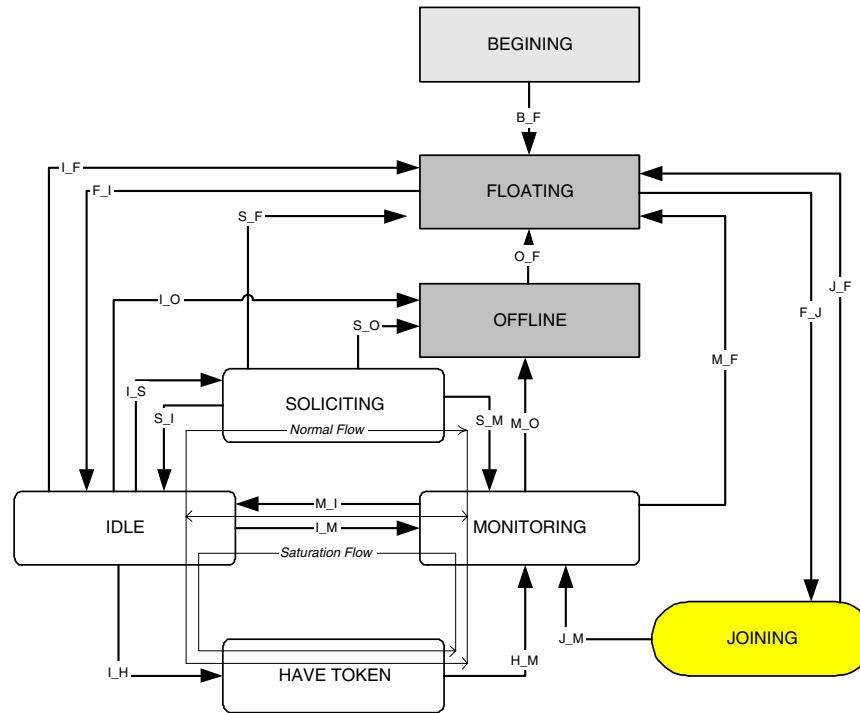 BEGINING
B_F
I_F
F_I
FLOATING
S_F
O_F
J_F
I_O
F_J
OFFLINE
S_O
M_F
I_S
SOLICITING
S_I
S_M
M_O
Normal Flow
M_I
IDLE
MONITORING
I_M
Saturation Flow
JOINING
J_M
H_M
I_H
HAVE TOKEN